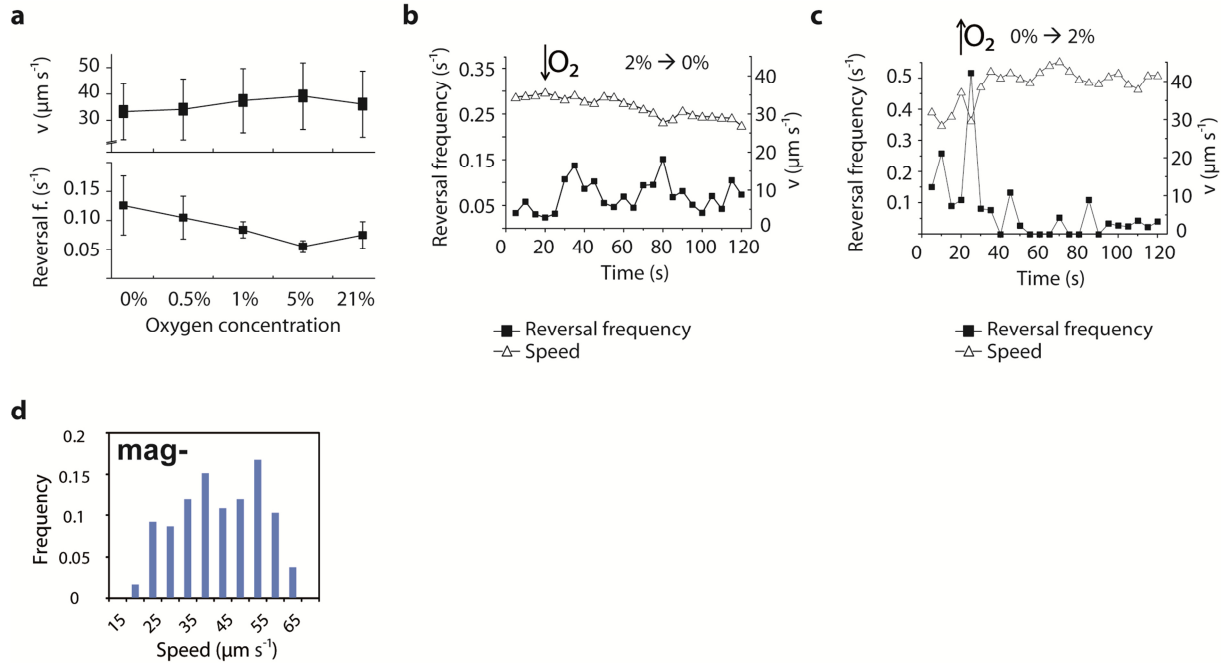 a
v (µm s⁻¹)
50
40
30
Reversal f. (s⁻¹)
0.15
0.10
0.05
0% 0.5% 1% 5% 21%
Oxygen concentration
b
↓O₂ 2% → 0%
Reversal frequency (s⁻¹)
0.35
0.25
0.15
0.05
40
30
20
10
0
v (µm s⁻¹)
0 20 40 60 80 100 120
Time (s)
Reversal frequency
Speed
c
↑O₂ 0% → 2%
Reversal frequency (s⁻¹)
0.5
0.4
0.3
0.2
0.1
40
30
20
10
0
v (µm s⁻¹)
0 20 40 60 80 100 120
Time (s)
Reversal frequency
Speed
d
mag-
Frequency
0.2
0.15
0.1
0.05
0
15 25 35 45 55 65
Speed (µm s⁻¹)